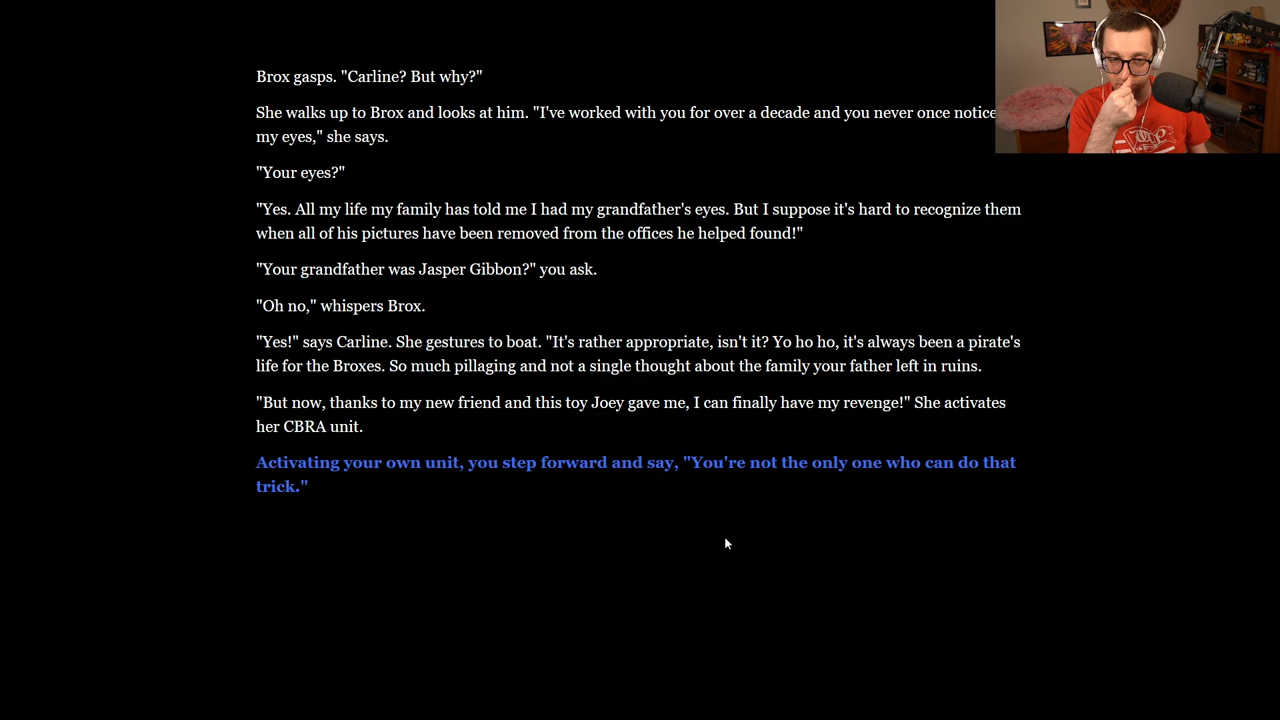 Brox gasps. "Carline? But why?"
She walks up to Brox and looks at him. "I've worked with you for over a decade and you never once notice
my eyes," she says.
"Your eyes?"
"Yes. All my life my family has told me I had my grandfather's eyes. But I suppose it's hard to recognize them
when all of his pictures have been removed from the offices he helped found!"
"Your grandfather was Jasper Gibbon?" you ask.
"Oh no," whispers Brox.
"Yes!" says Carline. She gestures to boat. "It's rather appropriate, isn't it? Yo ho ho, it's always been a pirate's
life for the Broxes. So much pillaging and not a single thought about the family your father left in ruins.
"But now, thanks to my new friend and this toy Joey gave me, I can finally have my revenge!" She activates
her CBRA unit.
Activating your own unit, you step forward and say, "You're not the only one who can do that
trick."